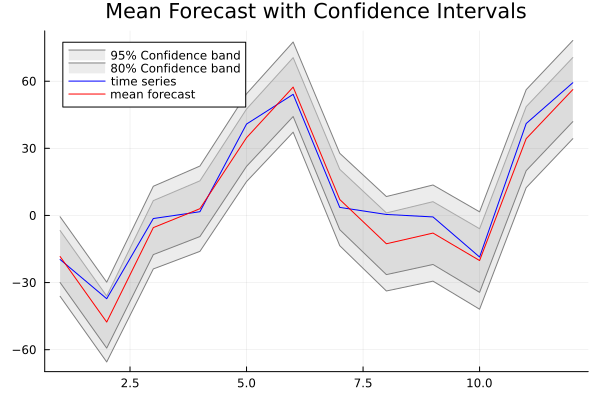 Mean Forecast with Confidence Intervals
95% Confidence band
80% Confidence band
time series
mean forecast
60
30
0
−30
−60
2.5
5.0
7.5
10.0